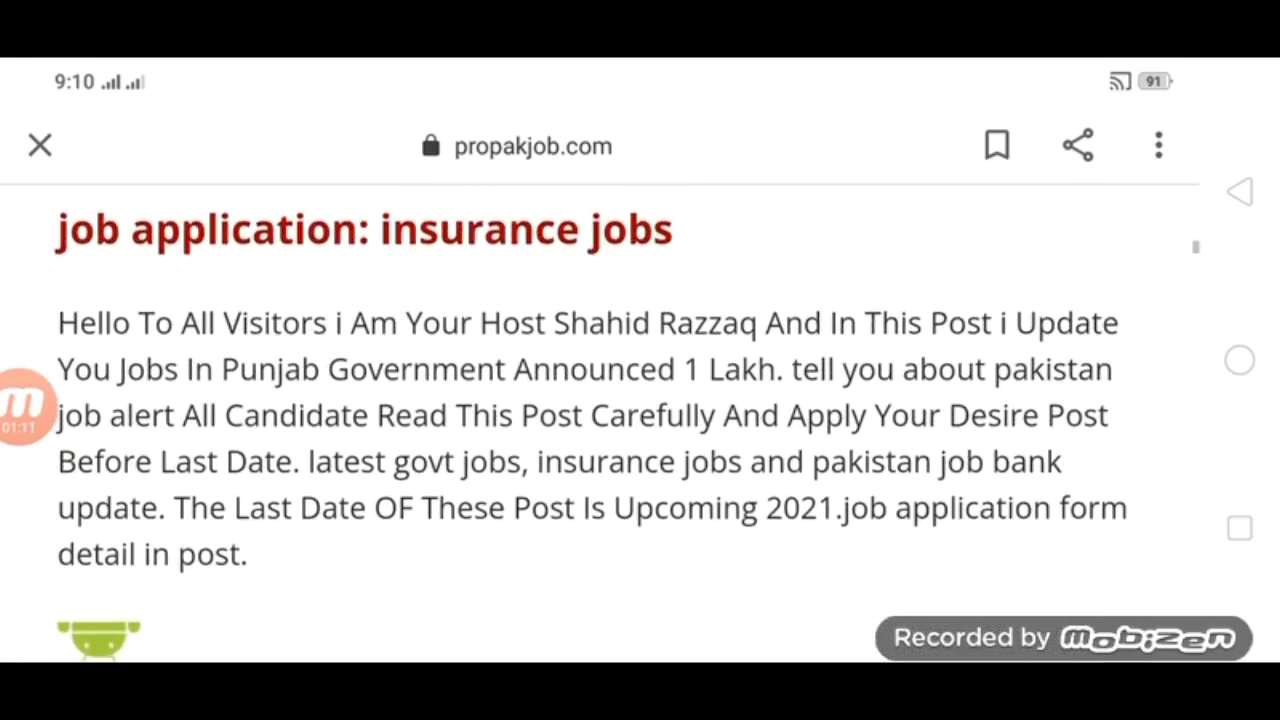 9:10
91
propakjob.com
job application: insurance jobs
Hello To All Visitors i Am Your Host Shahid Razzaq And In This Post i Update
You Jobs In Punjab Government Announced 1 Lakh. tell you about pakistan
job alert All Candidate Read This Post Carefully And Apply Your Desire Post
Before Last Date. latest govt jobs, insurance jobs and pakistan job bank
update. The Last Date OF These Post Is Upcoming 2021.job application form
detail in post.
m
01:11
Recorded by mobizen